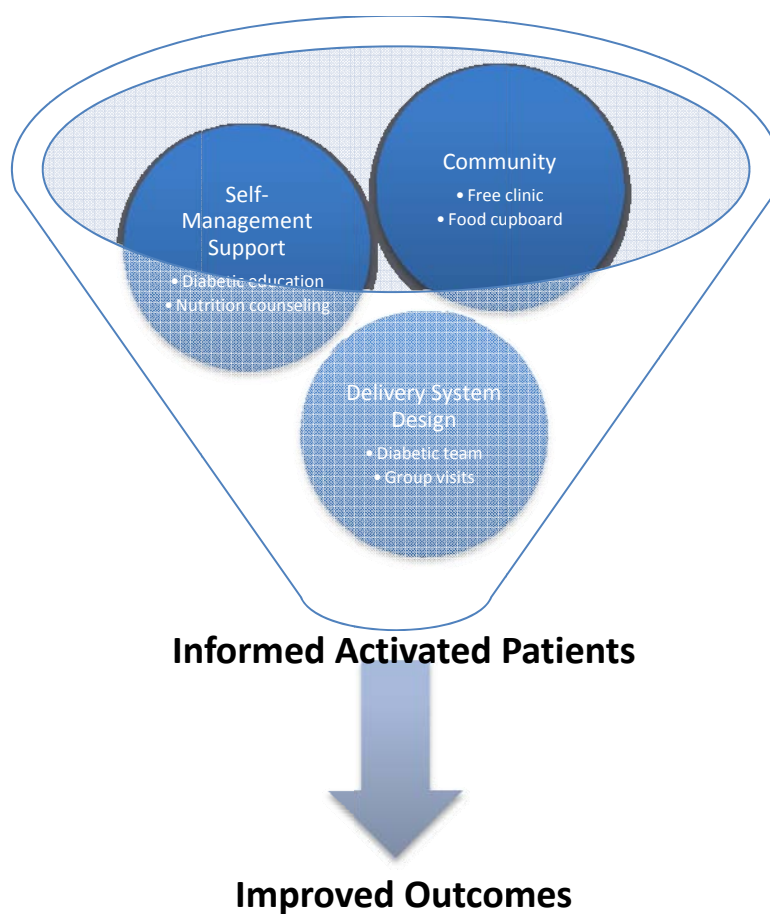 Community
• Free clinic
• Food cupboard
Self-
Management
Support
• Diabetic education
• Nutrition counseling
Delivery System
Design
• Diabetic team
• Group visits
Informed Activated Patients
Improved Outcomes